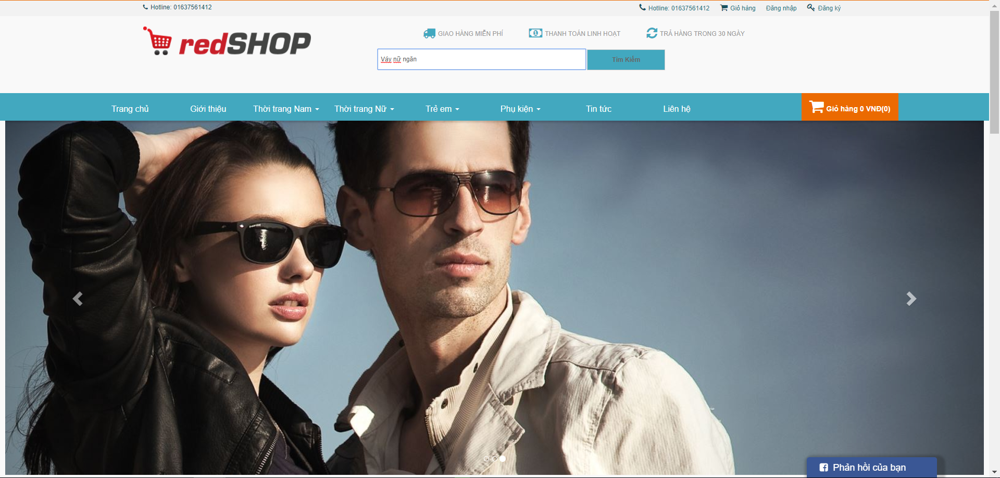 Hotline: 01637561412
Hotline: 01637561412
Giỏ hàng
Đăng nhập
Đăng ký
redSHOP
GIAO HÀNG MIỄN PHÍ
THANH TOÁN LINH HOẠT
TRẢ HÀNG TRONG 30 NGÀY
Váy nữ ngăn
Tìm Kiếm
Trang chủ
Giới thiệu
Thời trang Nam
Thời trang Nữ
Trẻ em
Phụ kiện
Tin tức
Liên hệ
Giỏ hàng 0 VNĐ(0)
Phản hồi của bạn